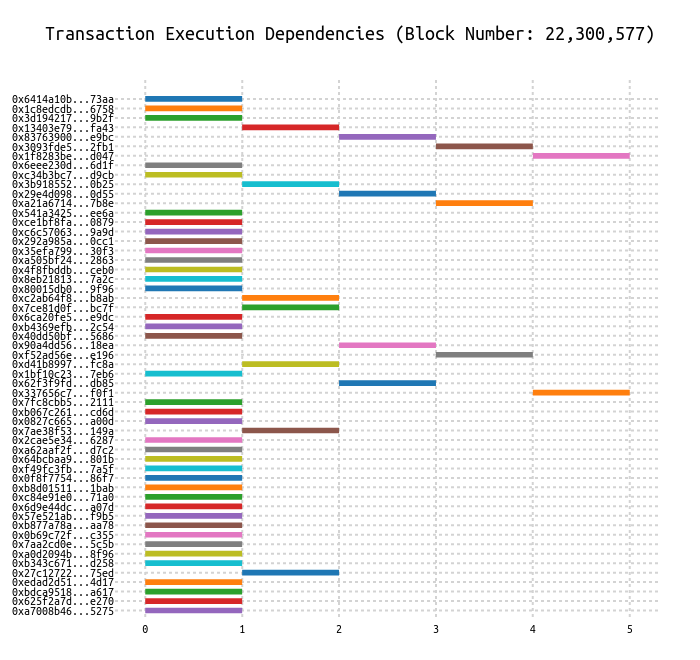 Transaction Execution Dependencies (Block Number: 22,300,577)
0x6414a10b...73aa
0x1c8edcdb...6758
0x3d194217...9b2f
0x13403e79...fa43
0x83763900...e9bc
0x3093fde5...2fb1
0x1f8283be...d047
0x6eee230d...6d1f
0xc34b3bc7...d9cb
0x3b918552...0b25
0x29e4d098...0d55
0xa21a6714...7b8e
0x541a3425...ee6a
0xce1bf8fa...0879
0xc6c57063...9a9d
0x292a985a...0cc1
0x35efa799...30f3
0xa505bf24...2863
0x4f8fbddb...ceb0
0x8eb21813...7a2c
0x80015db0...9f96
0xc2ab64f8...b8ab
0x7ce81d0f...bc7f
0x6ca20fe5...e9dc
0xb4369efb...2c54
0x40dd50bf...5686
0x90a4dd56...18ea
0xf52ad56e...e196
0xd41b8997...fc8a
0x1bf10c23...7eb6
0x62f3f9fd...db85
0x337656c7...f0f1
0x7fc8cbb5...2111
0xb067c261...cd6d
0x0827c665...a00d
0x7ae38f53...149a
0x2cae5e34...6287
0xa62aaf2f...d7c2
0x64bcbaa9...801b
0xf49fc3fb...7a5f
0x0f8f7754...86f7
0xb8d01511...1bab
0xc84e91e0...71a0
0x6d9e44dc...a07d
0x57e521ab...f9b5
0xb877a78a...aa78
0x0b69c72f...c355
0x7aa2cd0e...5c5b
0xa0d2094b...8f96
0xb343c671...d258
0x27c12722...75ed
0xedad2d51...4d17
0xbdca9518...a617
0x625f2a7d...e270
0xa7008b46...5275
0 1 2 3 4 5